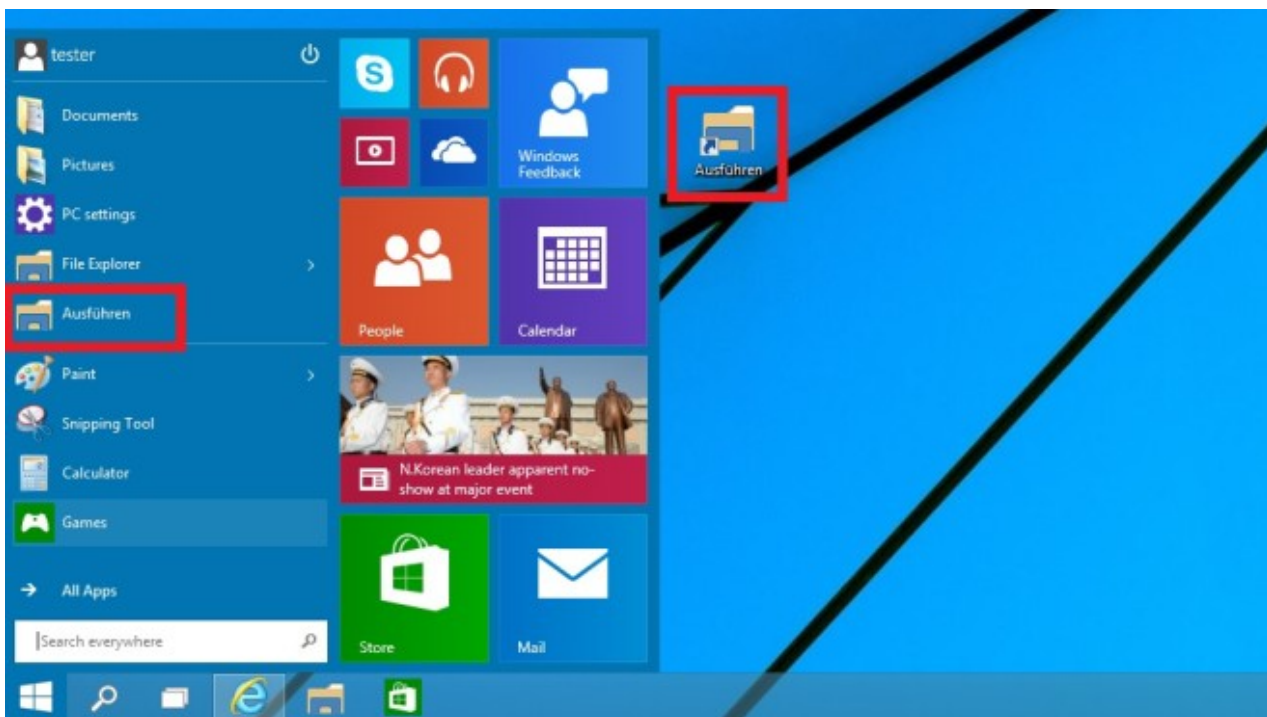 tester
Documents
Pictures
PC settings
File Explorer
Ausführen
Paint
Snipping Tool
Calculator
Games
All Apps
Search everywhere
Windows
Feedback
People
Calendar
N.Korean leader apparent no-
show at major event
Store
Mail
Ausführen